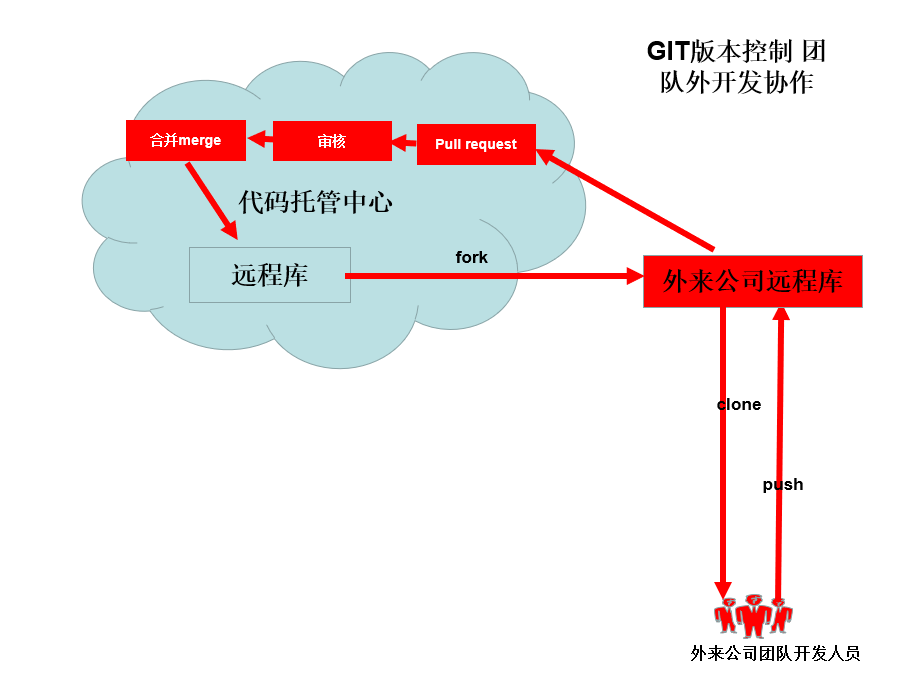 GIT版本控制 团
队外开发协作
合并merge
审核
Pull request
代码托管中心
远程库
fork
外来公司远程库
clone
push
外来公司团队开发人员